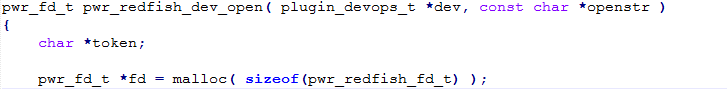 pwr_fd_t pwr_redfish_dev_open( plugin_devops_t *dev, const char *openstr )
{
    char *token;
    pwr_fd_t *fd = malloc( sizeof(pwr_redfish_fd_t) );